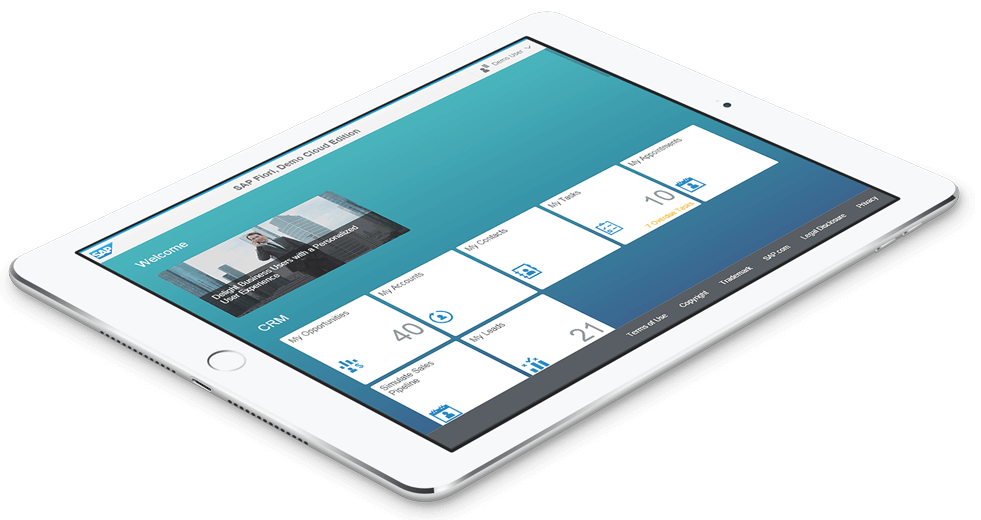 SAP
SAP Fiori, Demo Cloud Edition
Demo User
Welcome
Delight Business Users with a Personalized
User Experience
CRM
My Opportunities
40
My Accounts
My Contacts
My Tasks
10
7 Overdue Tasks
My Appointments
Simulate Sales
Pipeline
My Leads
21
Terms of Use
Copyright
Trademark
SAP.com
Legal Disclosure
Privacy